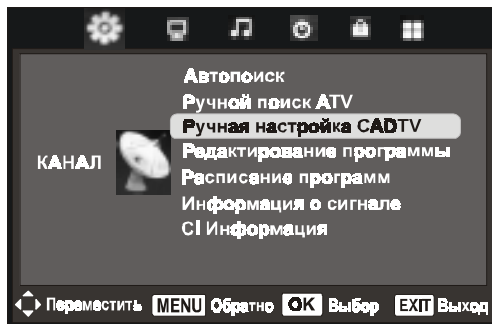 Автопоиск
Ручной поиск ATV
Ручная настройка CADTV
КАНАЛ
Редактирование программы
Расписание программ
Информация о сигнале
CI Информация
Переместить MENU Обратно OK Выбор EXIT Выход